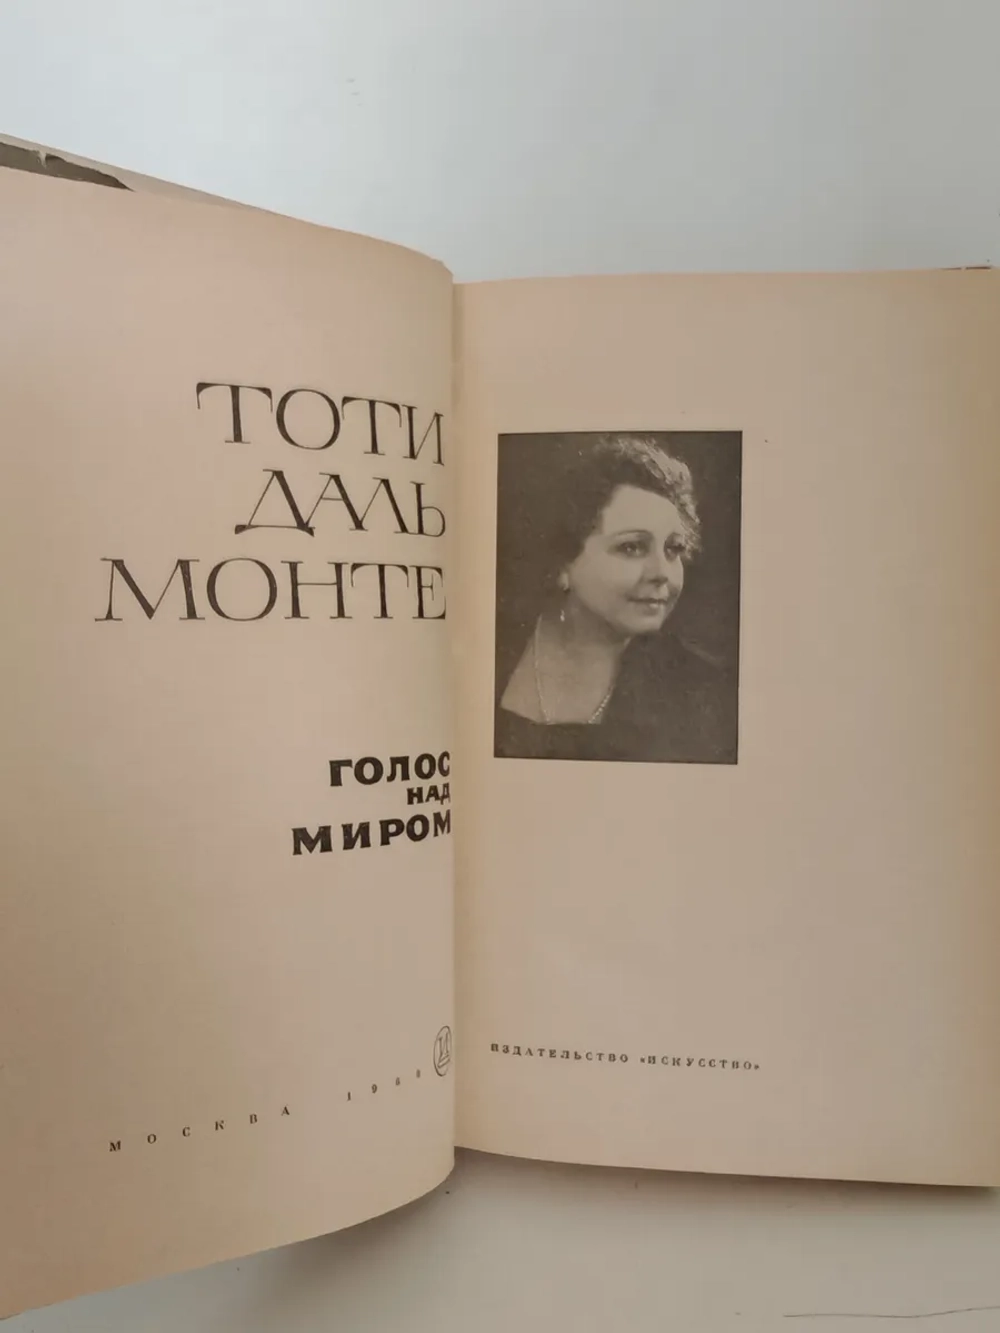 ТОТИ
ДАЛЬ
МОНТЕ
ГОЛОС
НАД
МИРОМ
МОСКВА
ИЗДАТЕЛЬСТВО «ИСКУССТВО»